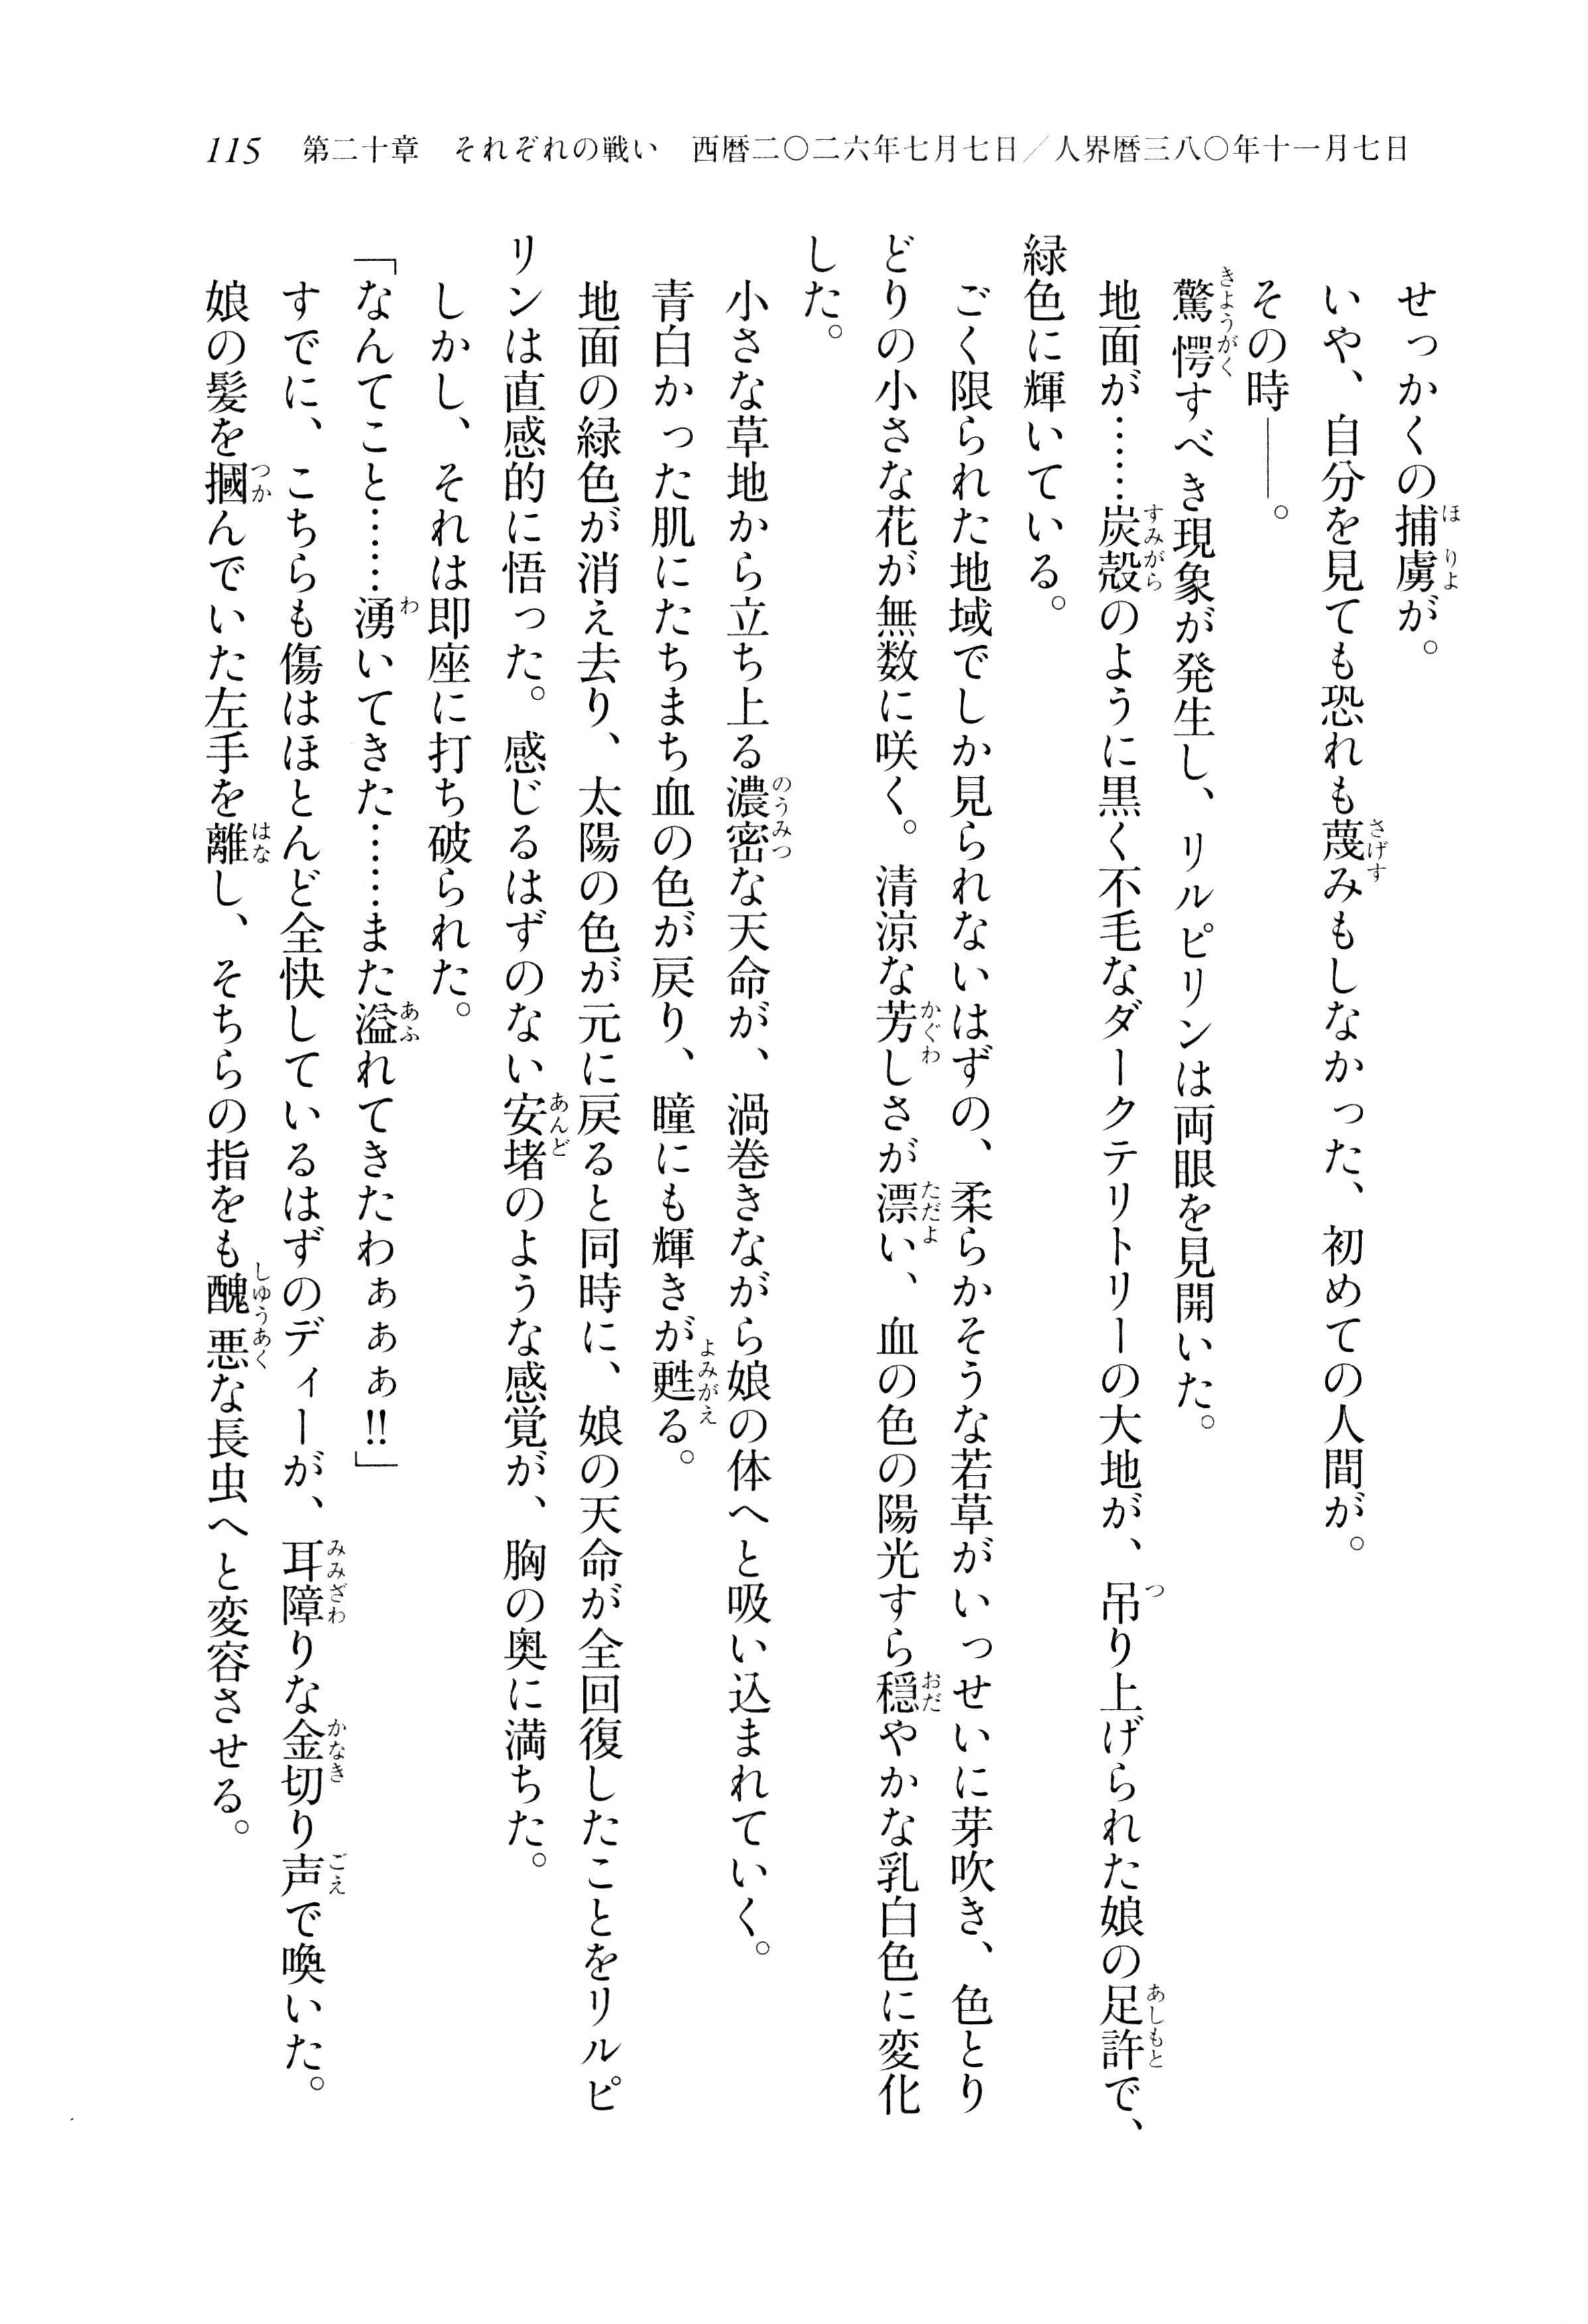 115　第二十章　それぞれの戦い　西暦二〇二六年七月七日／人界暦三八〇年十一月七日
せっかくの捕虜が。
いや、自分を見ても恐れも蔑みもしなかった、初めての人間が。
その時――。
驚愕すべき現象が発生し、リルピリンは両眼を見開いた。
地面が……炭殻のように黒く不毛なダークテリトリーの大地が、吊り上げられた娘の足許で、
緑色に輝いている。
ごく限られた地域でしか見られないはずの、柔らかそうな若草がいっせいに芽吹き、色とり
どりの小さな花が無数に咲く。清涼な芳しさが漂い、血の色の陽光すら穏やかな乳白色に変化
した。
小さな草地から立ち上る濃密な天命が、渦巻きながら娘の体へと吸い込まれていく。
青白かった肌にたちまち血の色が戻り、瞳にも輝きが甦る。
地面の緑色が消え去り、太陽の色が元に戻ると同時に、娘の天命が全回復したことをリルピ
リンは直感的に悟った。感じるはずのない安堵のような感覚が、胸の奥に満ちた。
しかし、それは即座に打ち破られた。
「なんてこと……湧いてきた……また溢れてきたわぁぁぁ!!」
すでに、こちらも傷はほとんど全快しているはずのディーが、耳障りな金切り声で喚いた。
娘の髪を摑んでいた左手を離し、そちらの指をも醜悪な長虫へと変容させる。